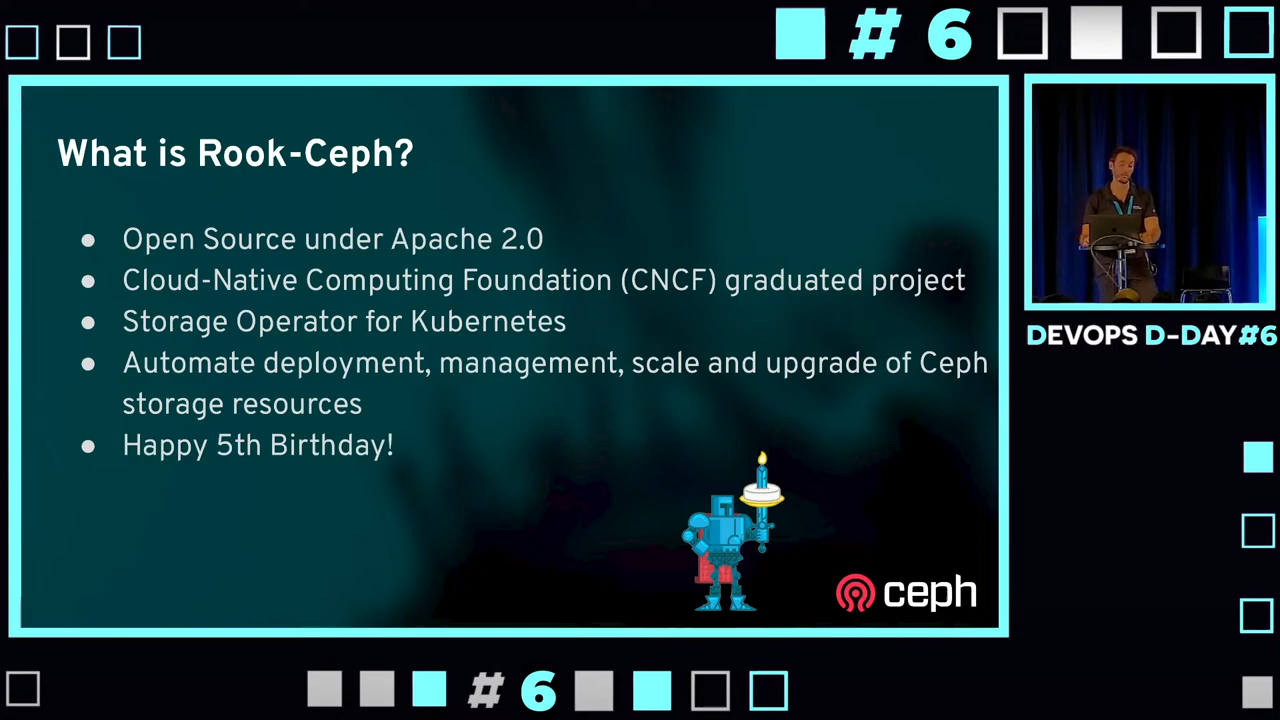 # 6
What is Rook-Ceph?
● Open Source under Apache 2.0
● Cloud-Native Computing Foundation (CNCF) graduated project
● Storage Operator for Kubernetes
● Automate deployment, management, scale and upgrade of Ceph
storage resources
● Happy 5th Birthday!
ceph
DEVOPS D-DAY#6
# 6